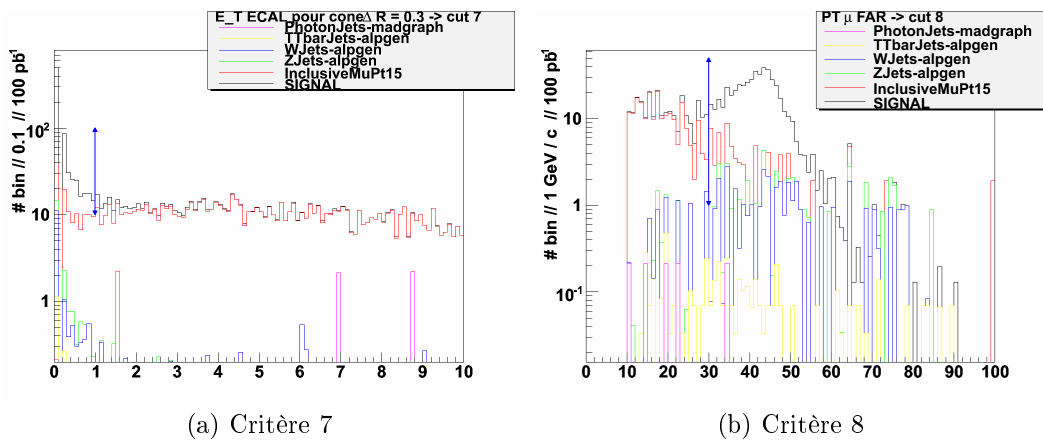 E_T ECAL pour coneΔ R = 0.3 -> cut 7
PhotonJets-madgraph
TTbarJets-alpgen
WJets-alpgen
ZJets-alpgen
InclusiveMuPt15
SIGNAL
# bin // 0.1 // 100 pb⁻¹
10²
10
1
0 1 2 3 4 5 6 7 8 9 10
(a) Critère 7
PT μ FAR -> cut 8
PhotonJets-madgraph
TTbarJets-alpgen
WJets-alpgen
ZJets-alpgen
InclusiveMuPt15
SIGNAL
# bin // 1 GeV / c // 100 pb⁻¹
10
1
10⁻¹
0 10 20 30 40 50 60 70 80 90 100
(b) Critère 8